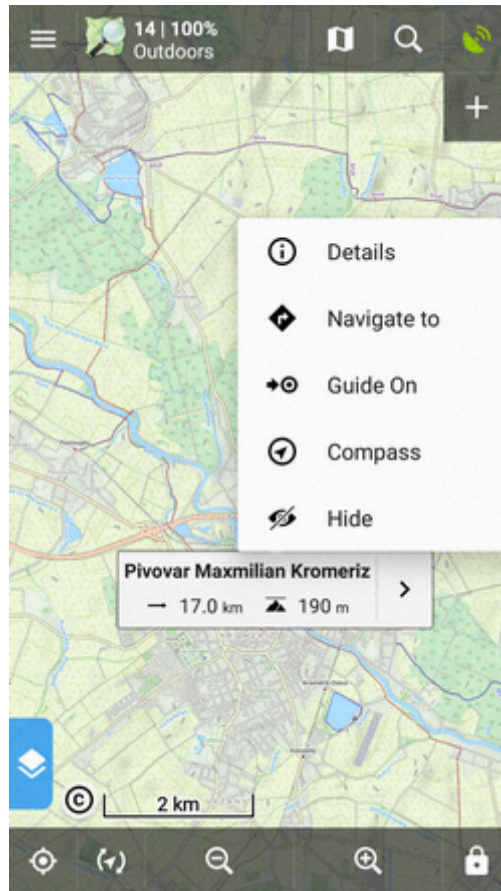 14 | 100%
Outdoors
Details
Navigate to
Guide On
Compass
Hide
Pivovar Maxmilian Kromeriz
17.0 km 190 m
© 2 km